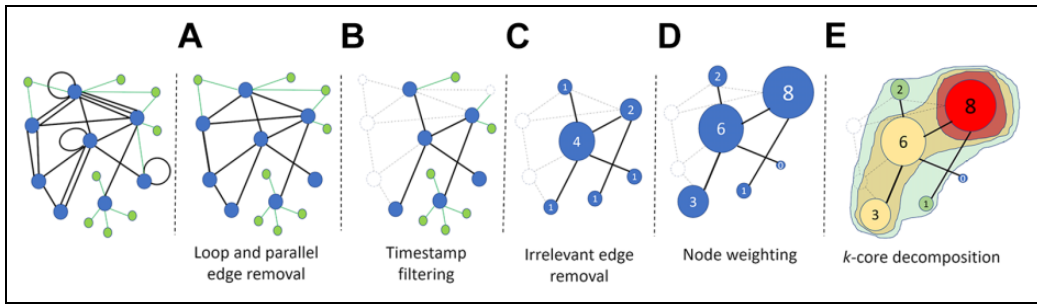 A
B
C
D
E
1
2
4
1
1
1
2
8
6
0
1
3
2
8
6
0
1
3
Loop and parallel
edge removal
Timestamp
filtering
Irrelevant edge
removal
Node weighting
k-core decomposition